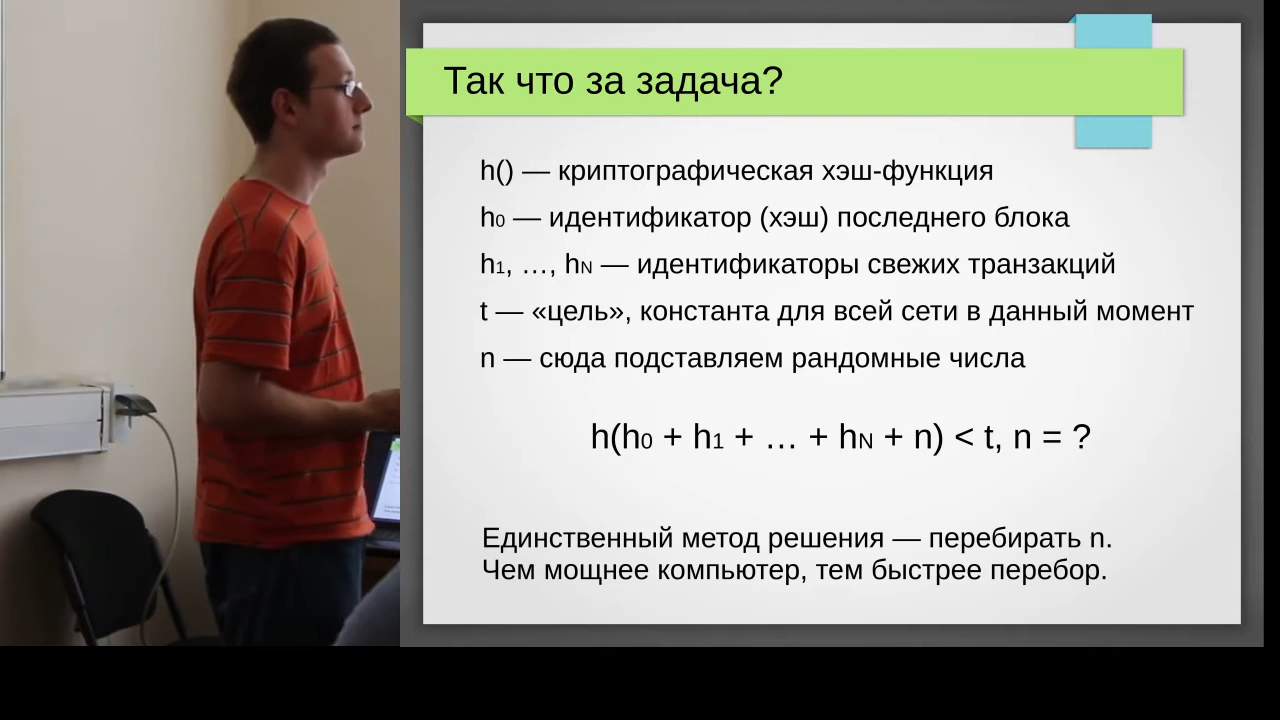 Так что за задача?
h() — криптографическая хэш-функция
h0 — идентификатор (хэш) последнего блока
h1, …, hN — идентификаторы свежих транзакций
t — «цель», константа для всей сети в данный момент
n — сюда подставляем рандомные числа
h(h0 + h1 + … + hN + n) < t, n = ?
Единственный метод решения — перебирать n.
Чем мощнее компьютер, тем быстрее перебор.